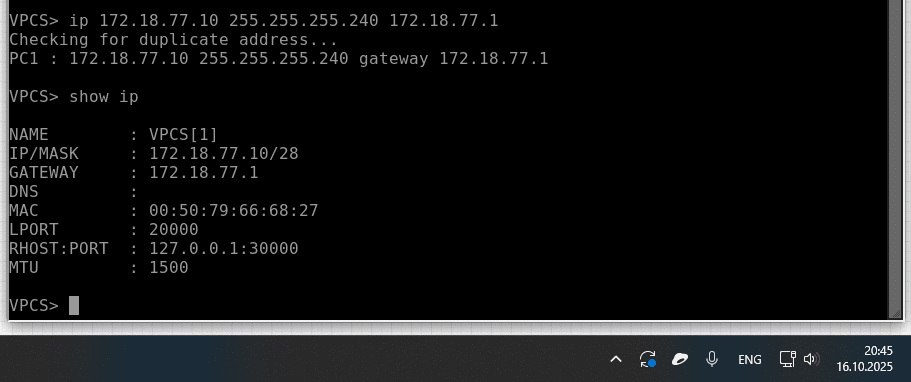 VPCS> ip 172.18.77.10 255.255.255.240 172.18.77.1
Checking for duplicate address...
PC1 : 172.18.77.10 255.255.255.240 gateway 172.18.77.1
VPCS> show ip
NAME        : VPCS[1]
IP/MASK     : 172.18.77.10/28
GATEWAY     : 172.18.77.1
DNS         :
MAC         : 00:50:79:66:68:27
LPORT       : 20000
RHOST:PORT  : 127.0.0.1:30000
MTU         : 1500
VPCS>
ENG
20:45
16.10.2025